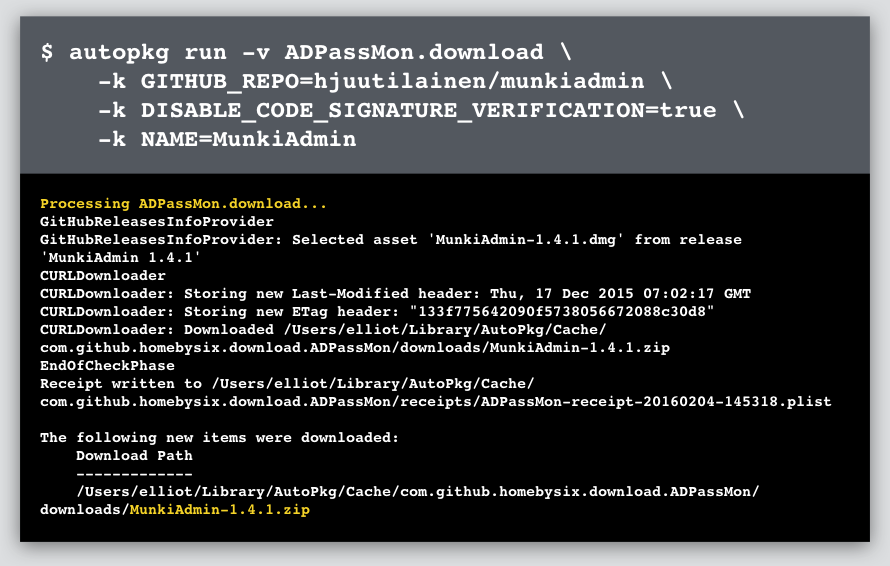 $ autopkg run -v ADPassMon.download \
-k GITHUB_REPO=hjuutilainen/munkiadmin \
-k DISABLE_CODE_SIGNATURE_VERIFICATION=true \
-k NAME=MunkiAdmin
Processing ADPassMon.download...
GitHubReleasesInfoProvider
GitHubReleasesInfoProvider: Selected asset 'MunkiAdmin-1.4.1.dmg' from release
'MunkiAdmin 1.4.1'
CURLDownloader
CURLDownloader: Storing new Last-Modified header: Thu, 17 Dec 2015 07:02:17 GMT
CURLDownloader: Storing new ETag header: "133f775642090f5738056672088c30d8"
CURLDownloader: Downloaded /Users/elliot/Library/AutoPkg/Cache/
com.github.homebysix.download.ADPassMon/downloads/MunkiAdmin-1.4.1.zip
EndOfCheckPhase
Receipt written to /Users/elliot/Library/AutoPkg/Cache/
com.github.homebysix.download.ADPassMon/receipts/ADPassMon-receipt-20160204-145318.plist
The following new items were downloaded:
Download Path
-------------
/Users/elliot/Library/AutoPkg/Cache/com.github.homebysix.download.ADPassMon/
downloads/MunkiAdmin-1.4.1.zip